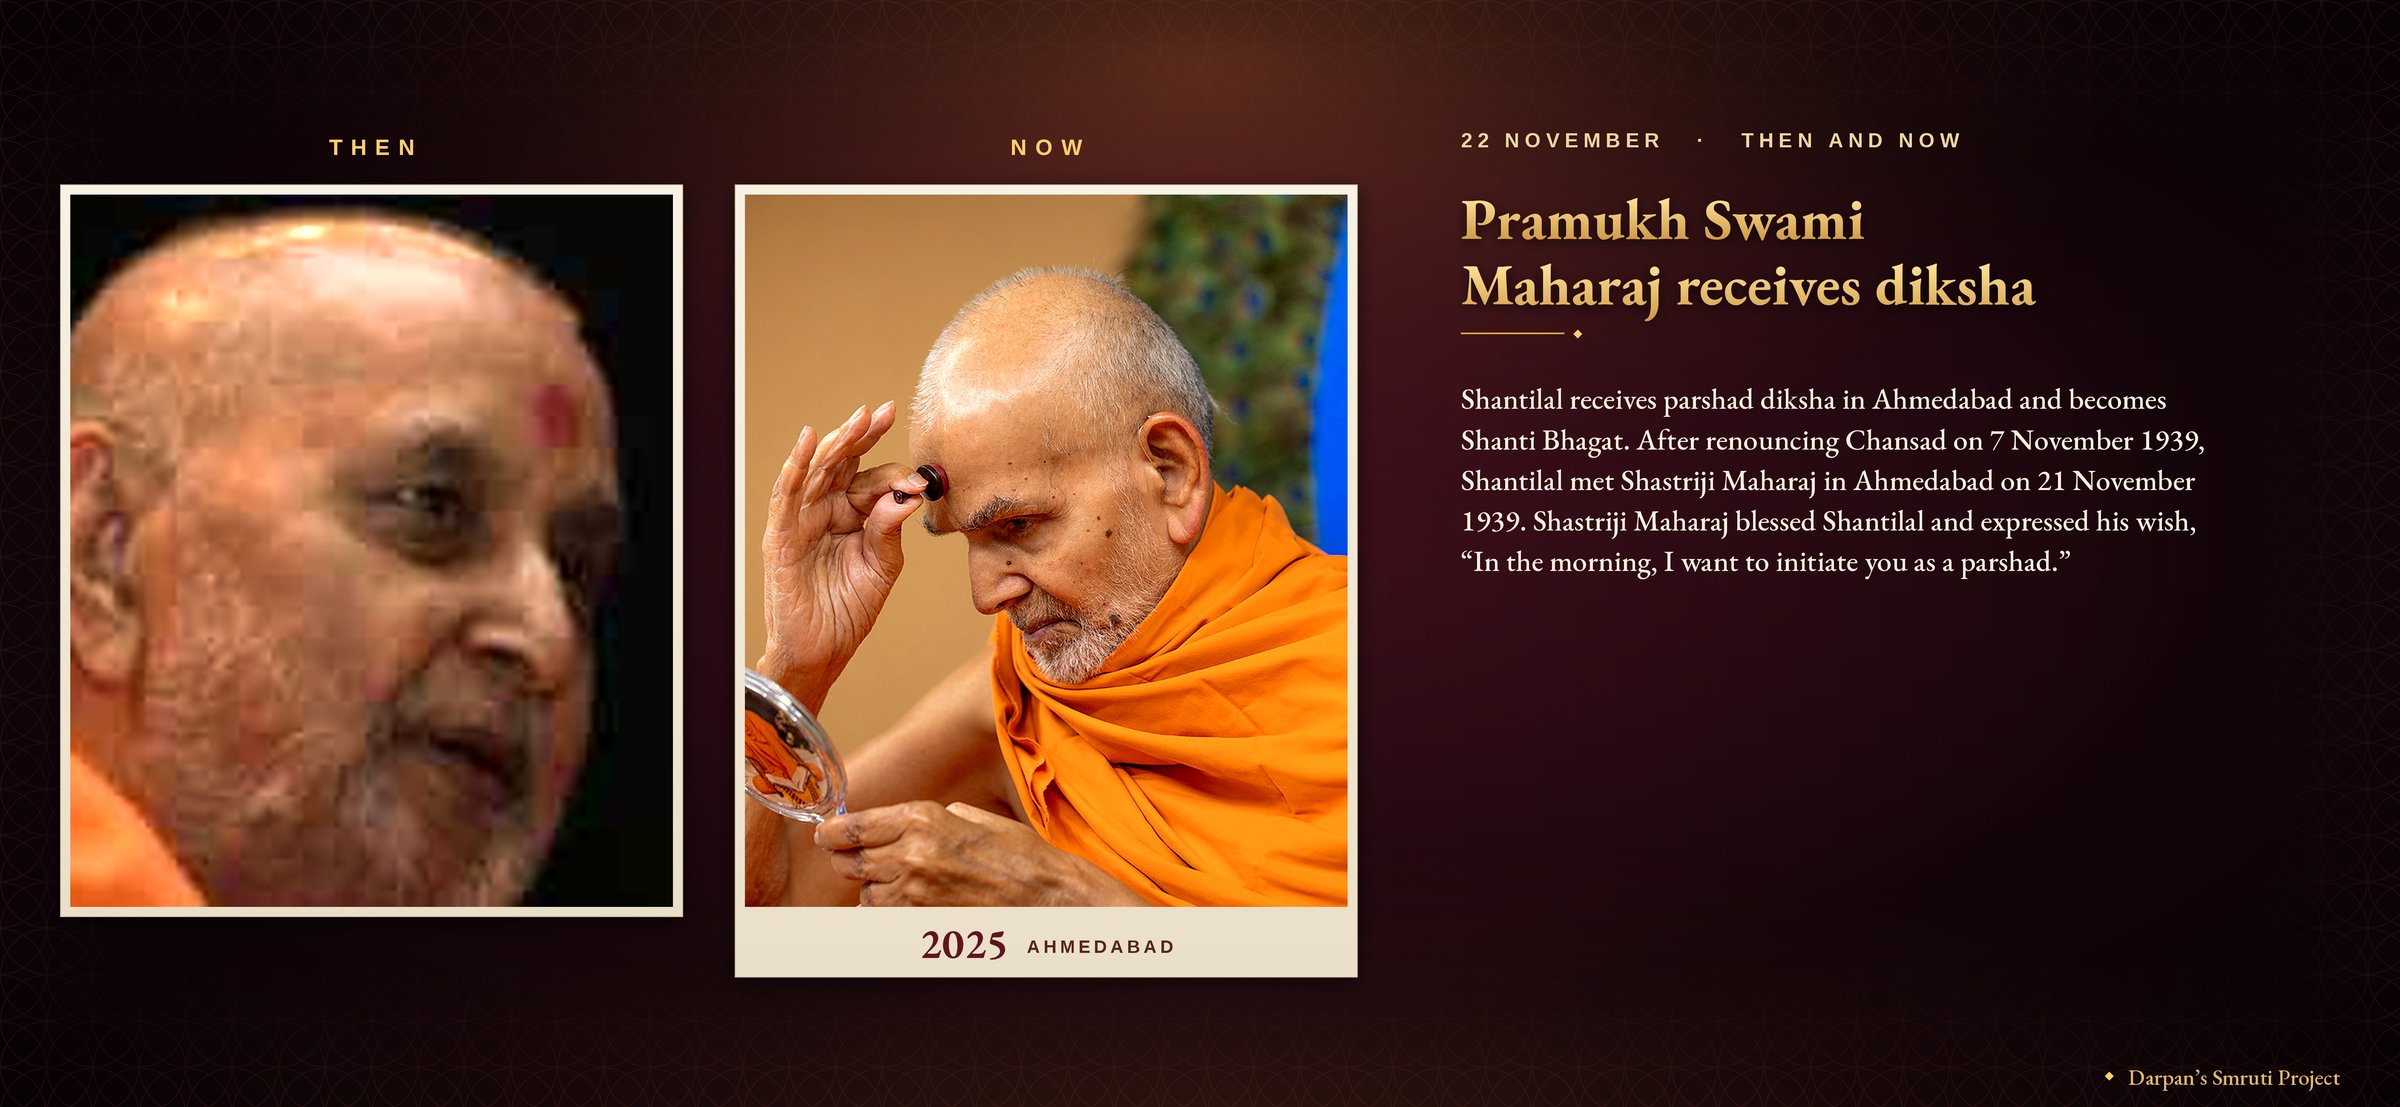 THEN
NOW
2025 AHMEDABAD
22 NOVEMBER · THEN AND NOW
Pramukh Swami
Maharaj receives diksha
Shantilal receives parshad diksha in Ahmedabad and becomes
Shanti Bhagat. After renouncing Chansad on 7 November 1939,
Shantilal met Shastriji Maharaj in Ahmedabad on 21 November
1939. Shastriji Maharaj blessed Shantilal and expressed his wish,
“In the morning, I want to initiate you as a parshad.”
Darpan’s Smruti Project